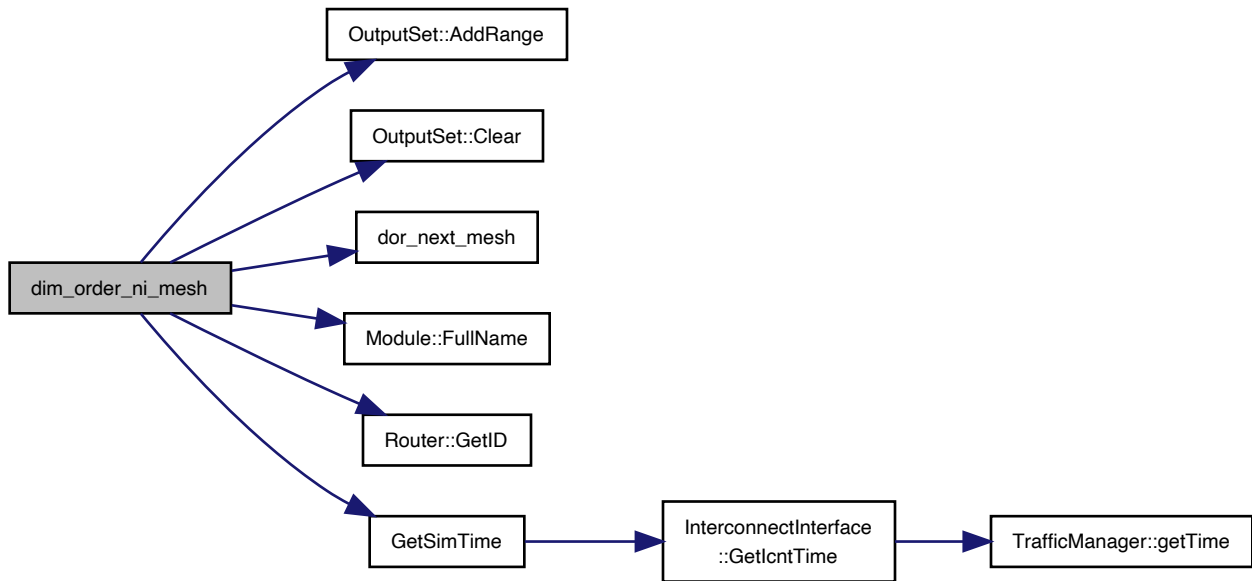 OutputSet::AddRange
OutputSet::Clear
dor_next_mesh
dim_order_ni_mesh
Module::FullName
Router::GetID
GetSimTime
InterconnectInterface
::GetIcntTime
TrafficManager::getTime